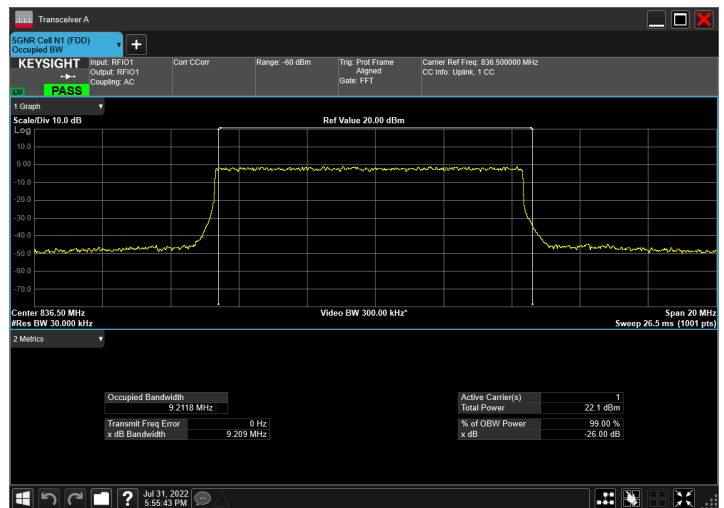 Transceiver A
5GNR Cell N1 (FDD)
Occupied BW
KEYSIGHT
Input: RFIO1
Output: RFIO1
Coupling: AC
Corr CCorr
Range: -60 dBm
Trig: Prot Frame
Aligned
Gate: FFT
Carrier Ref Freq: 836.500000 MHz
CC Info: Uplink, 1 CC
LXI
PASS
1 Graph
Scale/Div 10.0 dB
Ref Value 20.00 dBm
Log
10.0
0.00
-10.0
-20.0
-30.0
-40.0
-50.0
-60.0
-70.0
Center 836.50 MHz
Video BW 300.00 kHz*
Span 20 MHz
#Res BW 30.000 kHz
Sweep 26.5 ms (1001 pts)
2 Metrics
Occupied Bandwidth
9.2118 MHz
Transmit Freq Error 0 Hz
x dB Bandwidth 9.209 MHz
Active Carrier(s) 1
Total Power 22.1 dBm
% of OBW Power 99.00 %
x dB -26.00 dB
?
Jul 31, 2022
5:55:43 PM